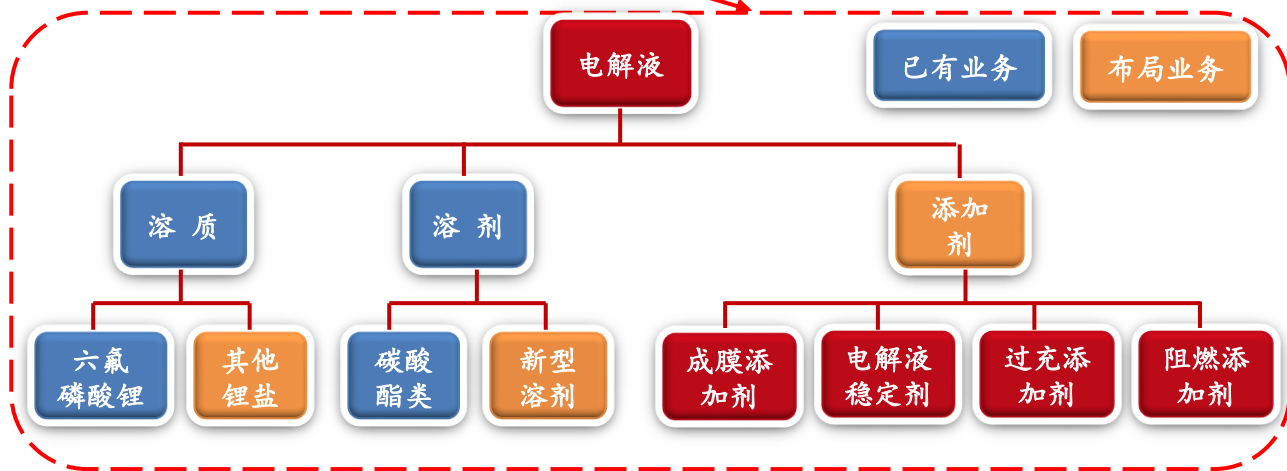 电解液
已有业务
布局业务
溶 质
溶 剂
添加
剂
六氟
磷酸锂
其他
锂盐
碳酸
酯类
新型
溶剂
成膜添
加剂
电解液
稳定剂
过充添
加剂
阻燃添
加剂